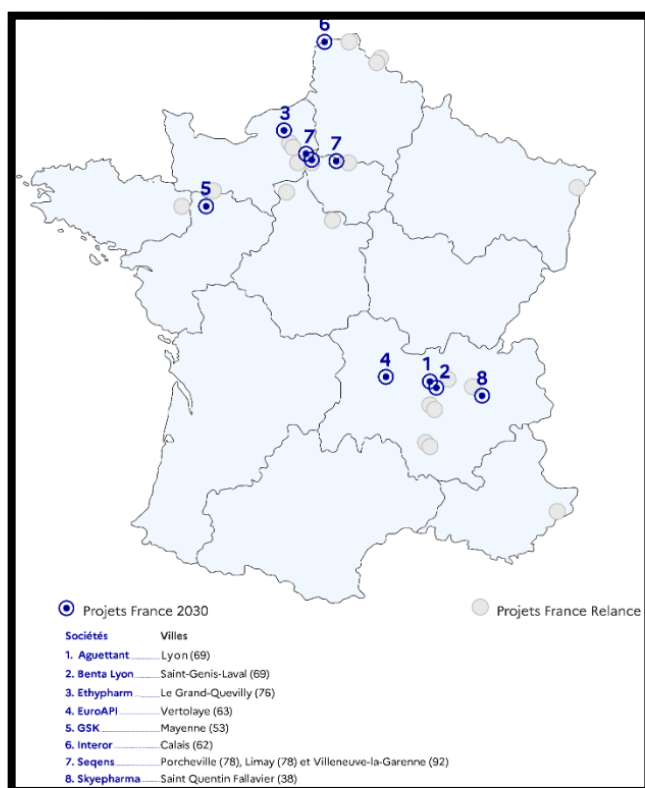 6
3
7
7
5
4
1
2
8
Projets France 2030
Projets France Relance
Sociétés Villes
1. Aguettant Lyon (69)
2. Benta Lyon Saint-Genis-Laval (69)
3. Ethypharm Le Grand-Quevilly (76)
4. EuroAPI Vertolaye (63)
5. GSK Mayenne (53)
6. Interor Calais (62)
7. Seqens Porcheville (78), Limay (78) et Villeneuve-la-Garenne (92)
8. Skyepharma Saint Quentin Fallavier (38)